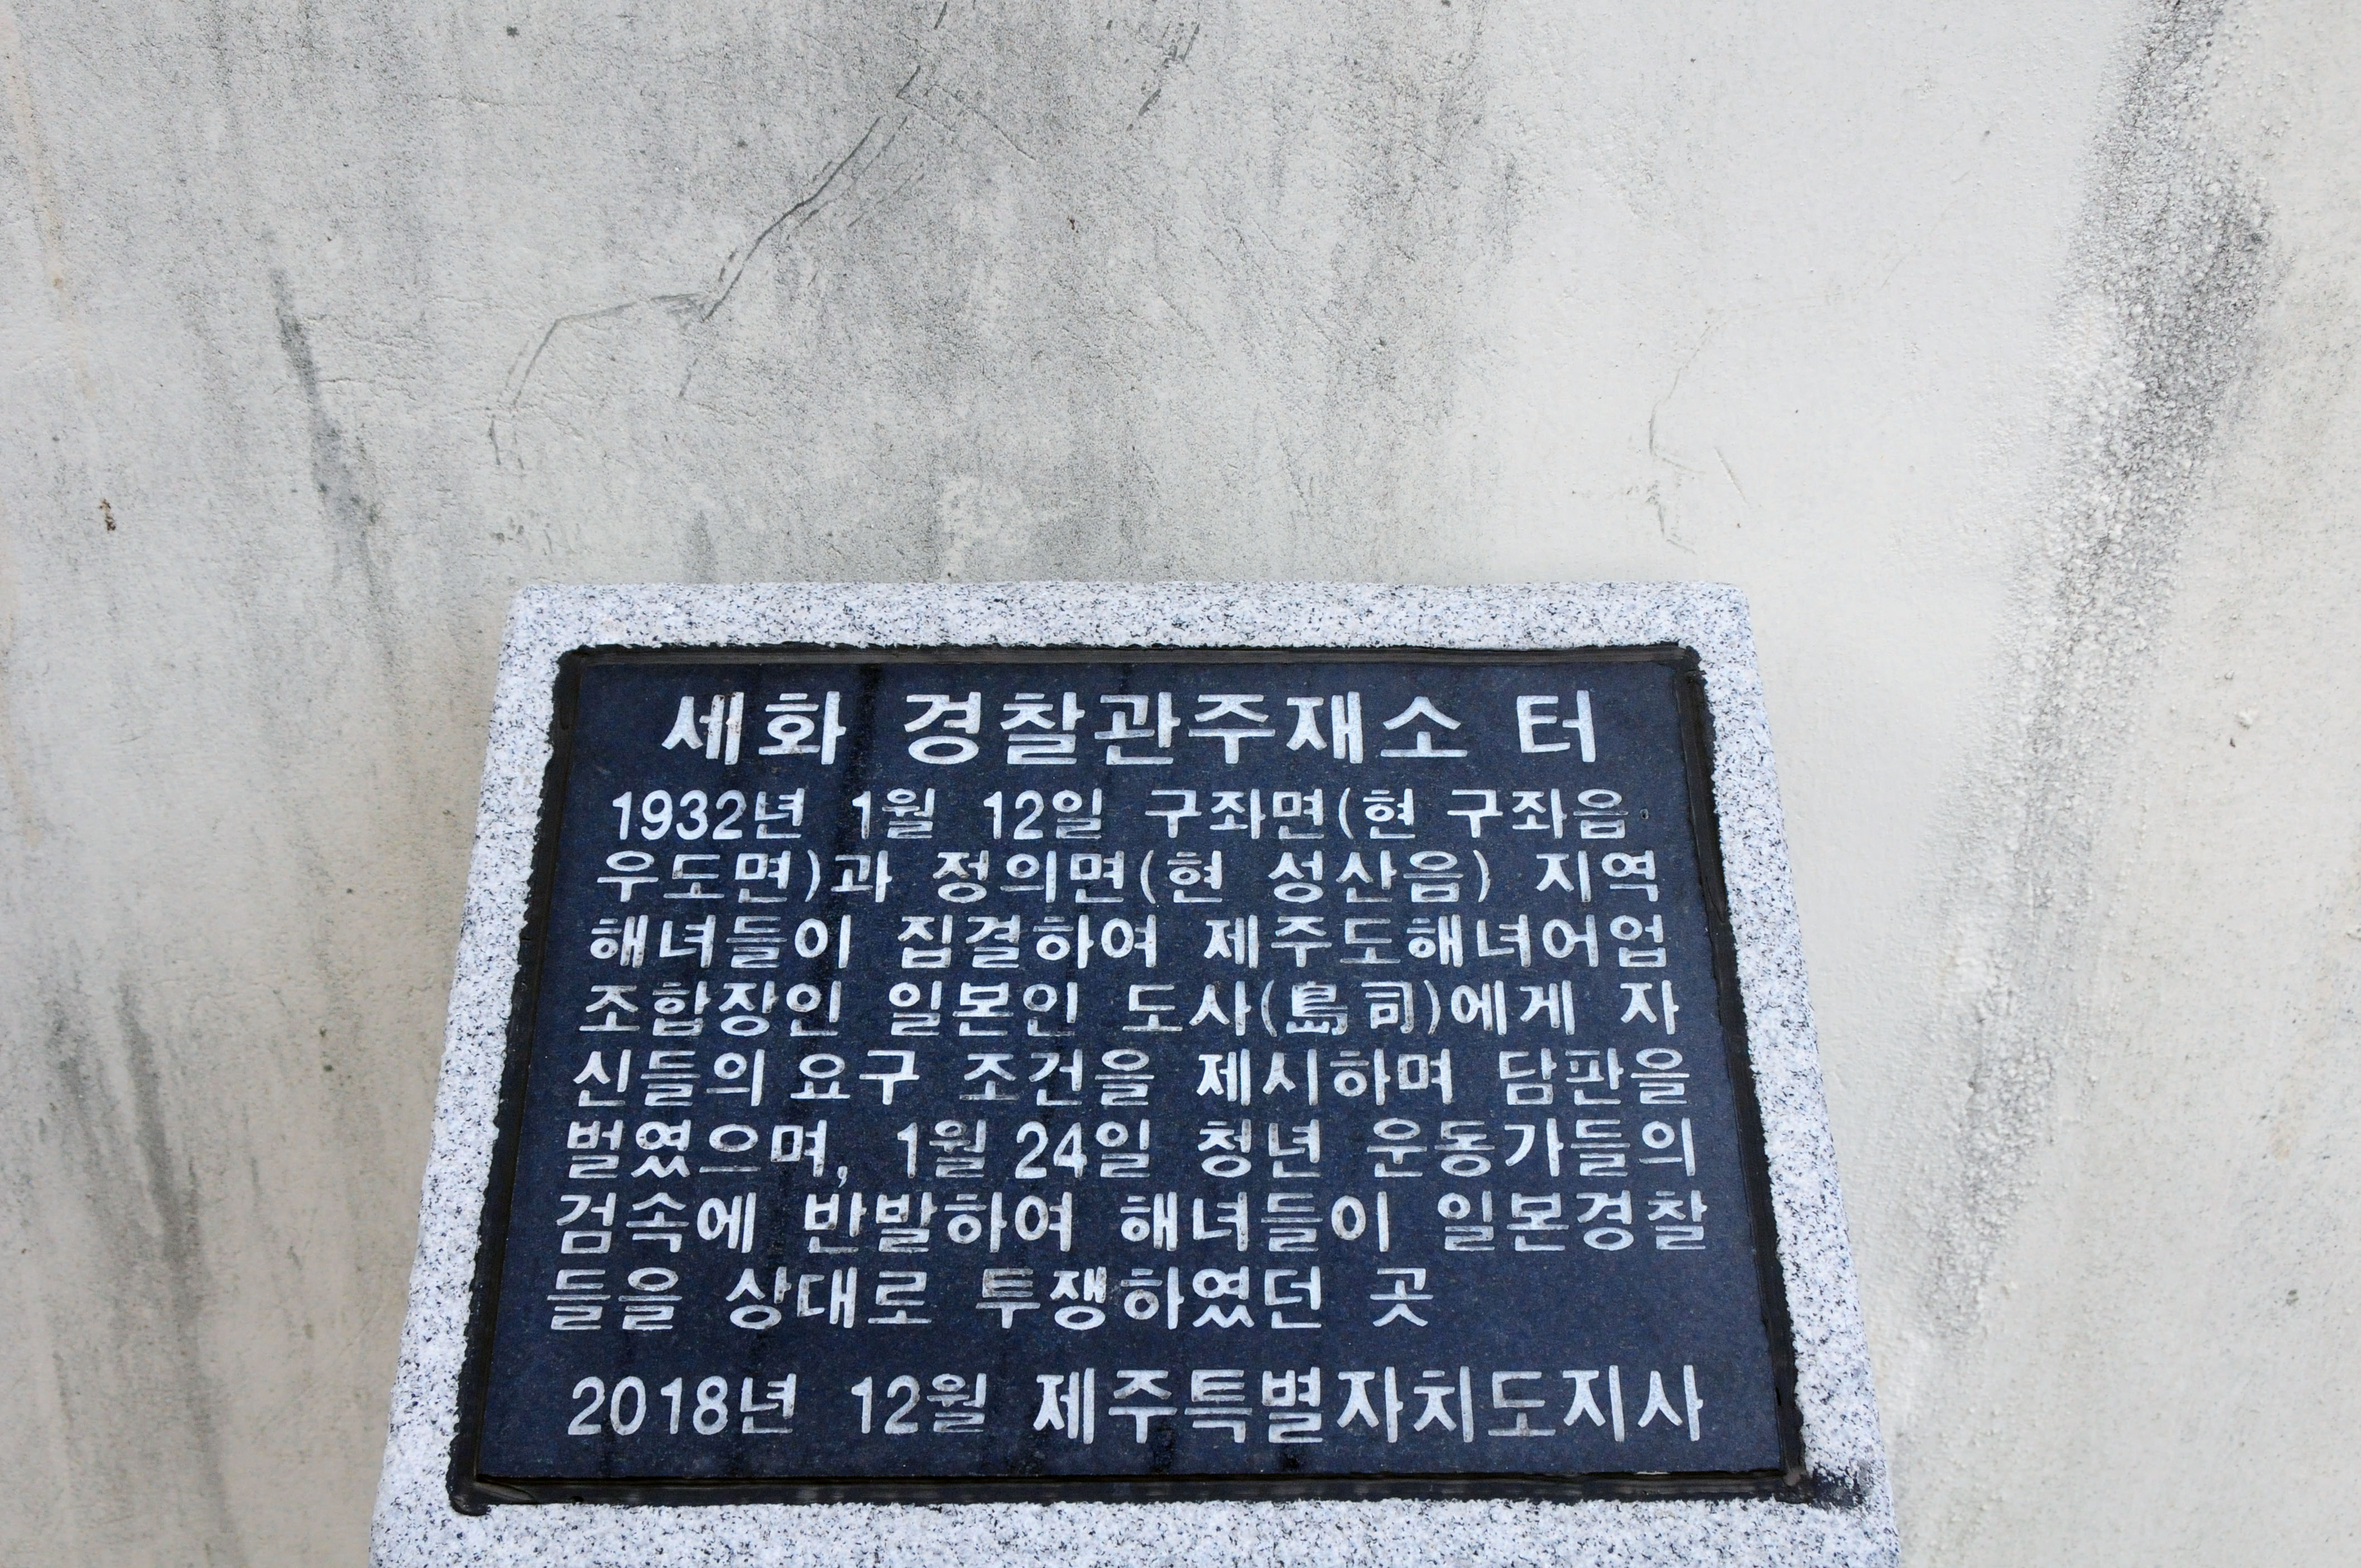 세화 경찰관주재소 터
1932년 1월 12일 구좌면(현 구좌읍·
우도면)과 정의면(현 성산읍) 지역
해녀들이 집결하여 제주도해녀어업
조합장인 일본인 도사(島司)에게 자
신들의 요구 조건을 제시하며 담판을
벌였으며, 1월 24일 청년 운동가들의
검속에 반발하여 해녀들이 일본경찰
들을 상대로 투쟁하였던 곳
2018년 12월 제주특별자치도지사